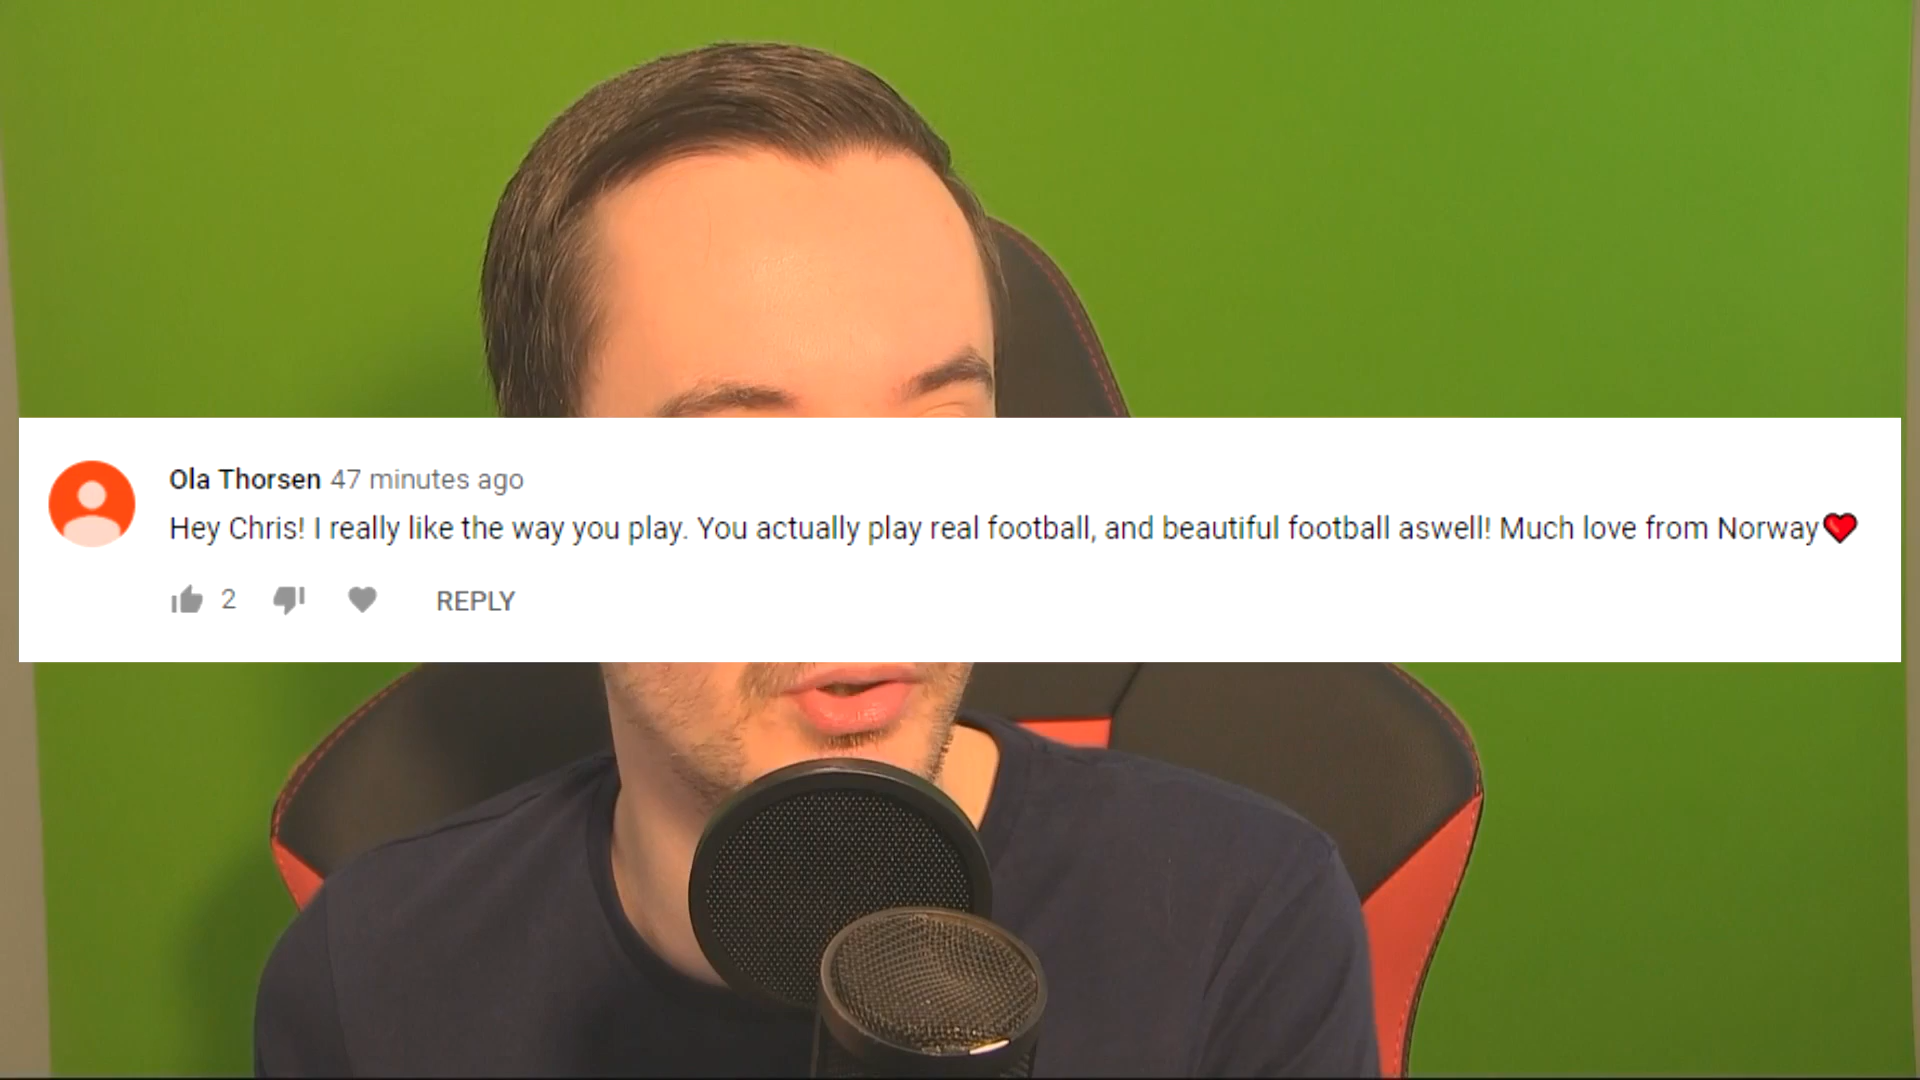 Ola Thorsen 47 minutes ago
Hey Chris! I really like the way you play. You actually play real football, and beautiful football aswell! Much love from Norway❤️
2 REPLY